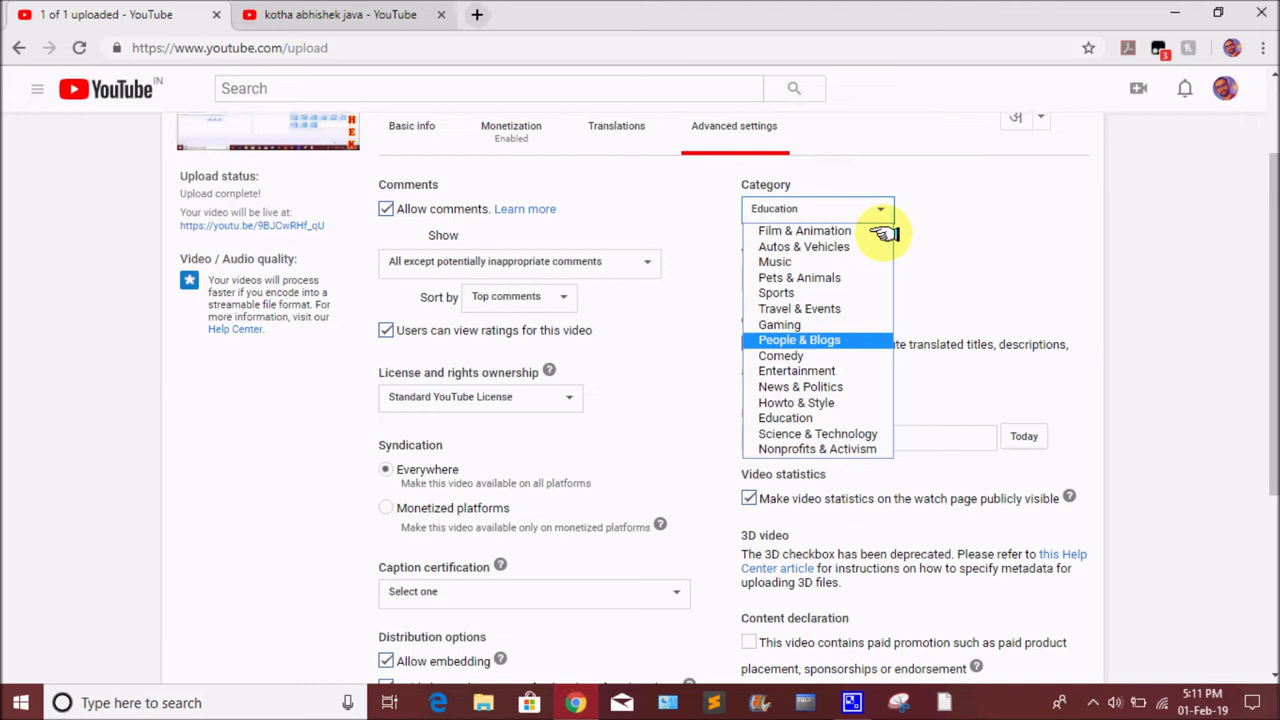 1 of 1 uploaded - YouTube
kotha abhishek java - YouTube
https://www.youtube.com/upload
3
YouTube IN
Search
Basic info
Monetization
Enabled
Translations
Advanced settings
H
E
K
Upload status:
Upload complete!
Your video will be live at:
https://youtu.be/9BJCwRHf_qU
Video / Audio quality:
Your videos will process
faster if you encode into a
streamable file format. For
more information, visit our
Help Center.
Comments
Allow comments. Learn more
Show
All except potentially inappropriate comments
Sort by Top comments
Users can view ratings for this video
License and rights ownership ?
Standard YouTube License
Syndication
Everywhere
Make this video available on all platforms
Monetized platforms
Make this video available only on monetized platforms ?
Caption certification ?
Select one
Distribution options
Allow embedding ?
Category
Education
Film & Animation
Autos & Vehicles
Music
Pets & Animals
Sports
Travel & Events
Gaming
People & Blogs
Comedy
Entertainment
News & Politics
Howto & Style
Education
Science & Technology
Nonprofits & Activism
te translated titles, descriptions,
Today
Video statistics
Make video statistics on the watch page publicly visible ?
3D video
The 3D checkbox has been deprecated. Please refer to this Help
Center article for instructions on how to specify metadata for
uploading 3D files.
Content declaration
This video contains paid promotion such as paid product
placement, sponsorships or endorsement ?
Type here to search
5:11 PM
01-Feb-19